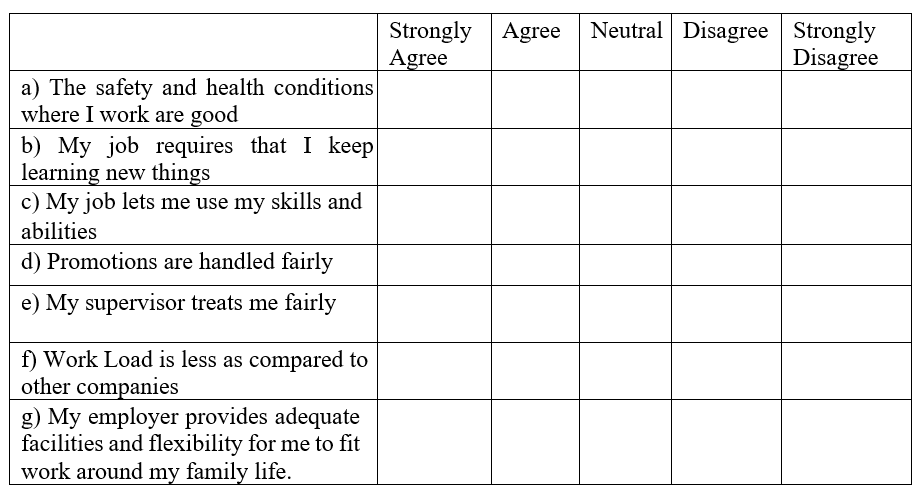 Strongly Agree Neutral Disagree Strongly
Agree Disagree
a) The safety and health conditions
where I work are good
b) My job requires that I keep
learning new things
c) My job lets me use my skills and
abilities
d) Promotions are handled fairly
e) My supervisor treats me fairly
f) Work Load is less as compared to
other companies
g) My employer provides adequate
facilities and flexibility for me to fit
work around my family life.